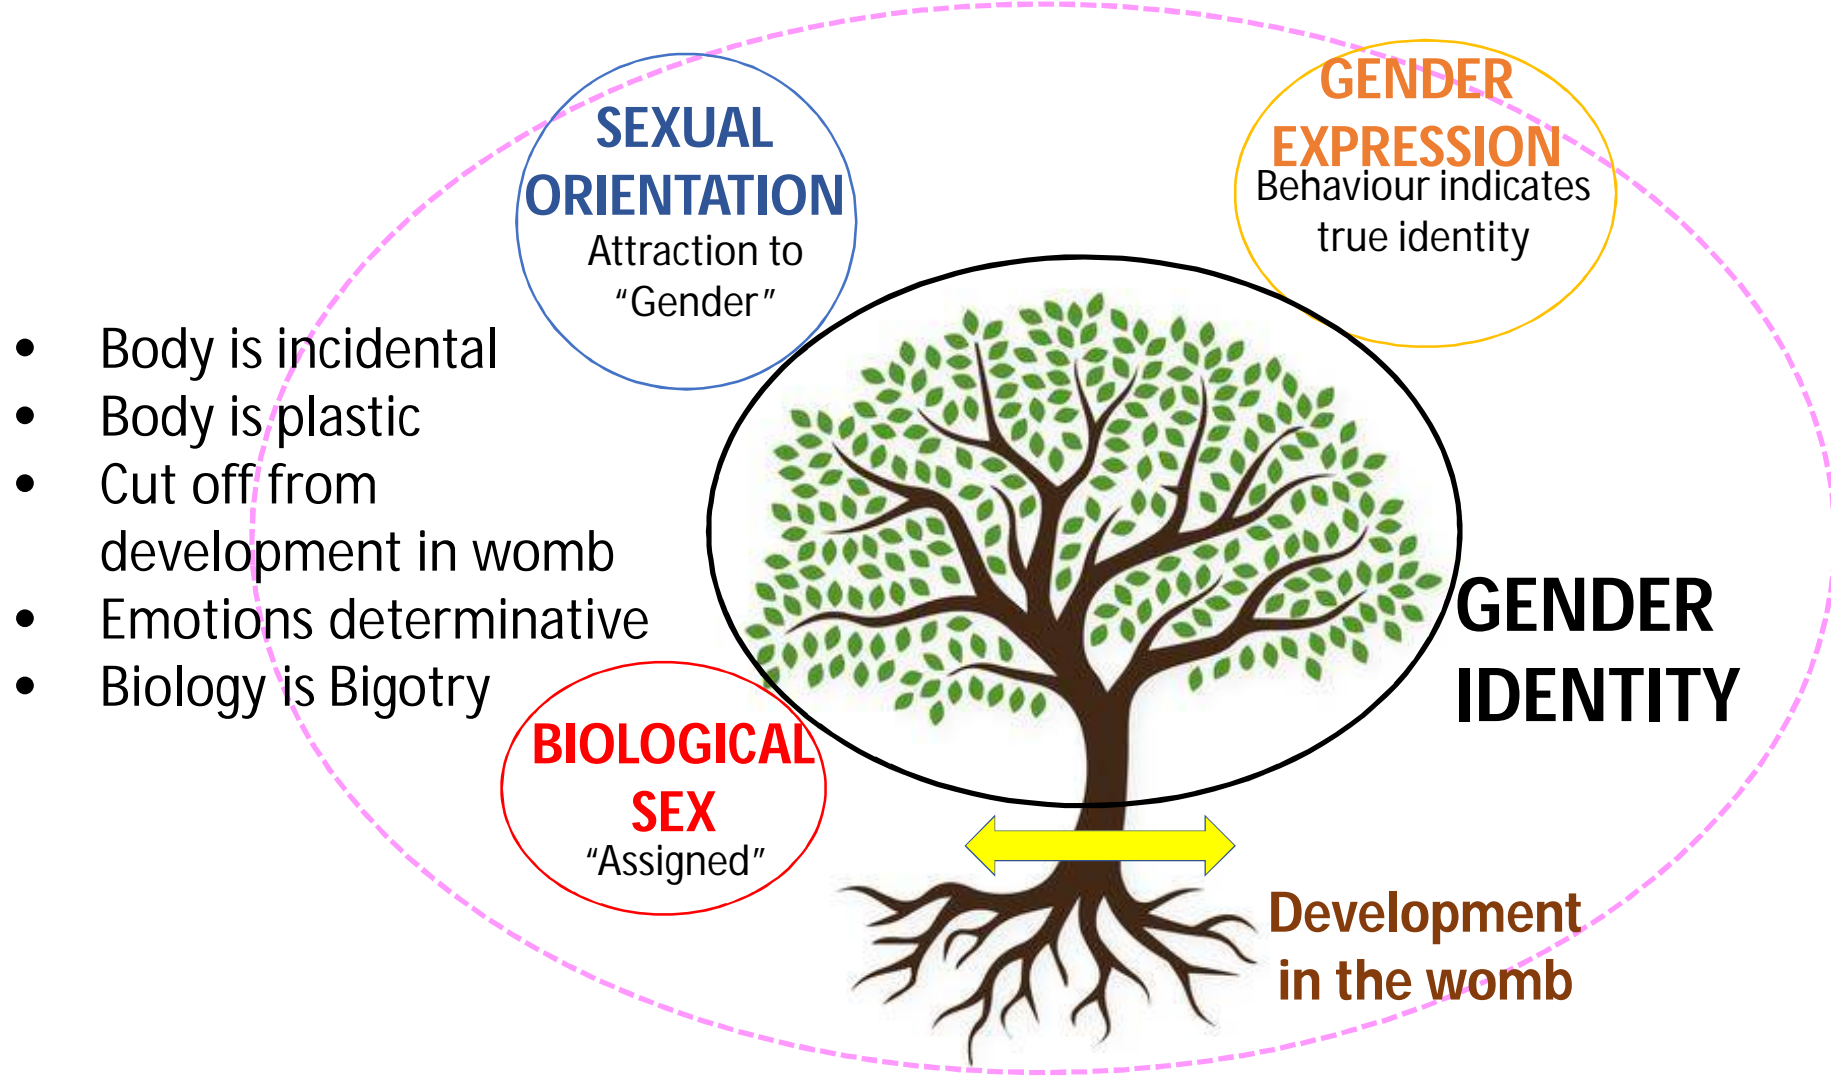 SEXUAL
ORIENTATION
Attraction to
“Gender”
GENDER
EXPRESSION
Behaviour indicates
true identity
• Body is incidental
• Body is plastic
• Cut off from
development in womb
• Emotions determinative
• Biology is Bigotry
GENDER
IDENTITY
BIOLOGICAL
SEX
“Assigned”
Development
in the womb